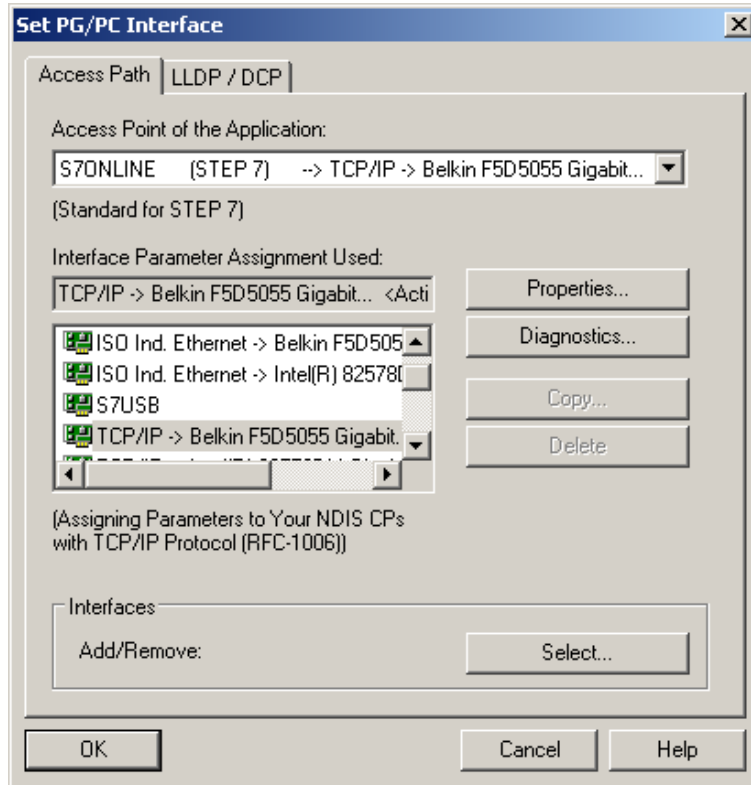 Set PG/PC Interface
Access Path
LLDP / DCP
Access Point of the Application:
S7ONLINE (STEP 7) --> TCP/IP -> Belkin F5D5055 Gigabit...
(Standard for STEP 7)
Interface Parameter Assignment Used:
TCP/IP -> Belkin F5D5055 Gigabit... <Acti
Properties...
Diagnostics...
Copy...
Delete
ISO Ind. Ethernet -> Belkin F5D505
ISO Ind. Ethernet -> Intel(R) 82578
S7USB
TCP/IP -> Belkin F5D5055 Gigabit.
(Assigning Parameters to Your NDIS CPs
with TCP/IP Protocol (RFC-1006))
Interfaces
Add/Remove:
Select...
OK
Cancel
Help